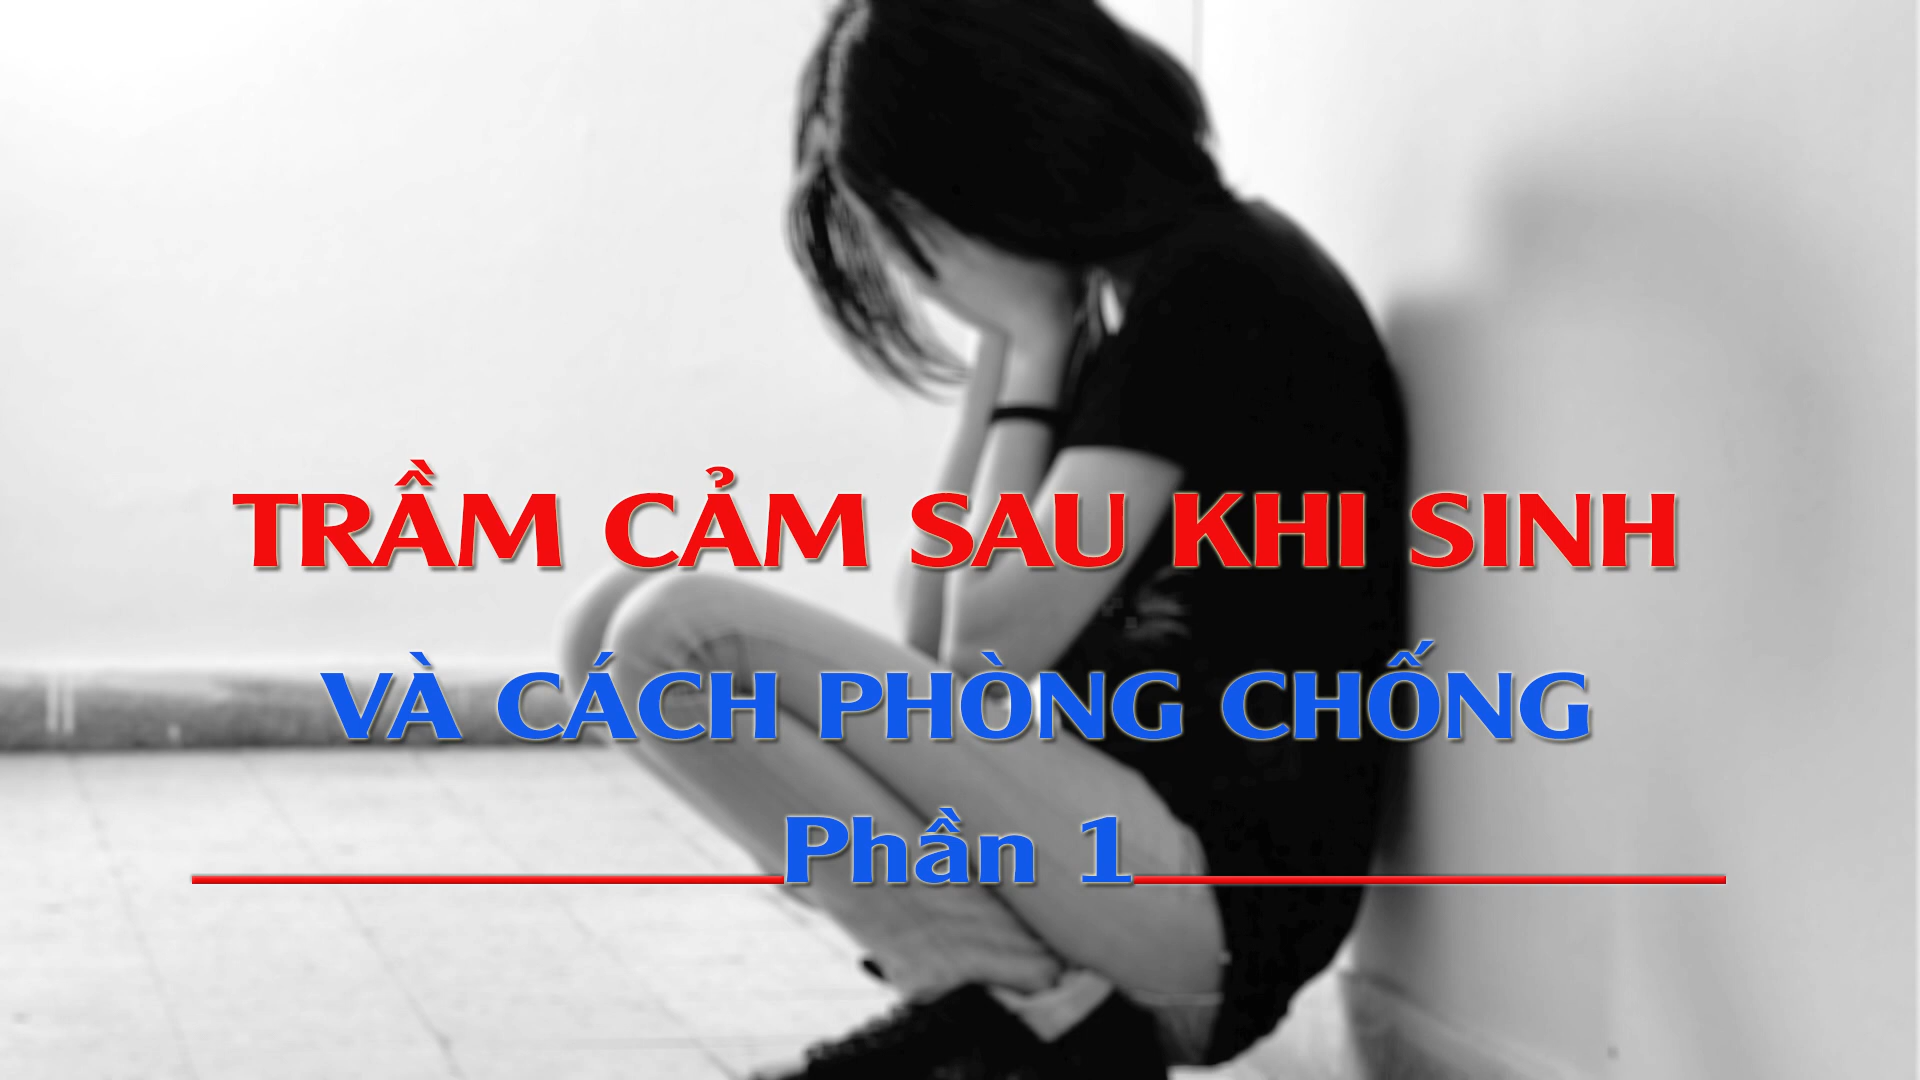 TRẦM CẢM SAU KHI SINH
VÀ CÁCH PHÒNG CHỐNG
Phần 1